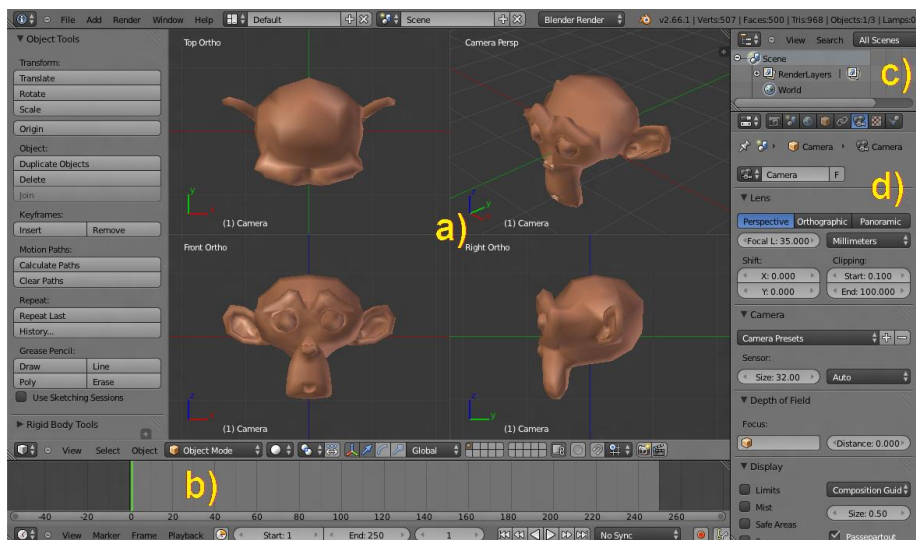 File Add Render Window Help Default Scene Blender Render v2.66.1 | Verts:507 | Faces:500 | Tris:968 | Objects:1/3 | Lamps:0
Object Tools
Transform:
Translate
Rotate
Scale
Origin
Object:
Duplicate Objects
Delete
Join
Keyframes:
Insert Remove
Motion Paths:
Calculate Paths
Clear Paths
Repeat:
Repeat Last
History...
Grease Pencil:
Draw Line
Poly Erase
Use Sketching Sessions
Rigid Body Tools
Top Ortho
y
(1) Camera
Camera Persp
z
y
(1) Camera
a)
Front Ortho
z
(1) Camera
Right Ortho
z
y
(1) Camera
View Select Object Object Mode Global
b)
-40 -20 0 20 40 60 80 100 120 140 160 180 200 220 240 260
View Marker Frame Playback Start: 1 End: 250 1 No Sync
View Search All Scenes
Scene
RenderLayers |
World
c)
Camera Camera
Camera F
d)
Lens
Perspective Orthographic Panoramic
Focal L: 35.000 Millimeters
Shift: Clipping:
X: 0.000 Start: 0.100
Y: 0.000 End: 100.000
Camera
Camera Presets
Sensor:
Size: 32.00 Auto
Depth of Field
Focus:
Distance: 0.000
Display
Limits Composition Guid
Mist Size: 0.50
Safe Areas
Passepartout